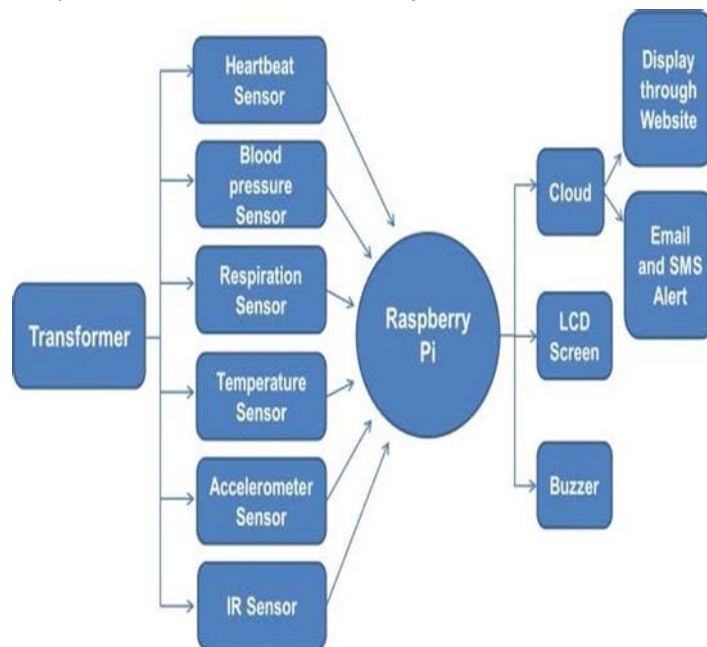 Transformer
Heartbeat
Sensor
Blood
pressure
Sensor
Respiration
Sensor
Temperature
Sensor
Accelerometer
Sensor
IR Sensor
Raspberry
Pi
Cloud
LCD
Screen
Buzzer
Display
through
Website
Email
and SMS
Alert